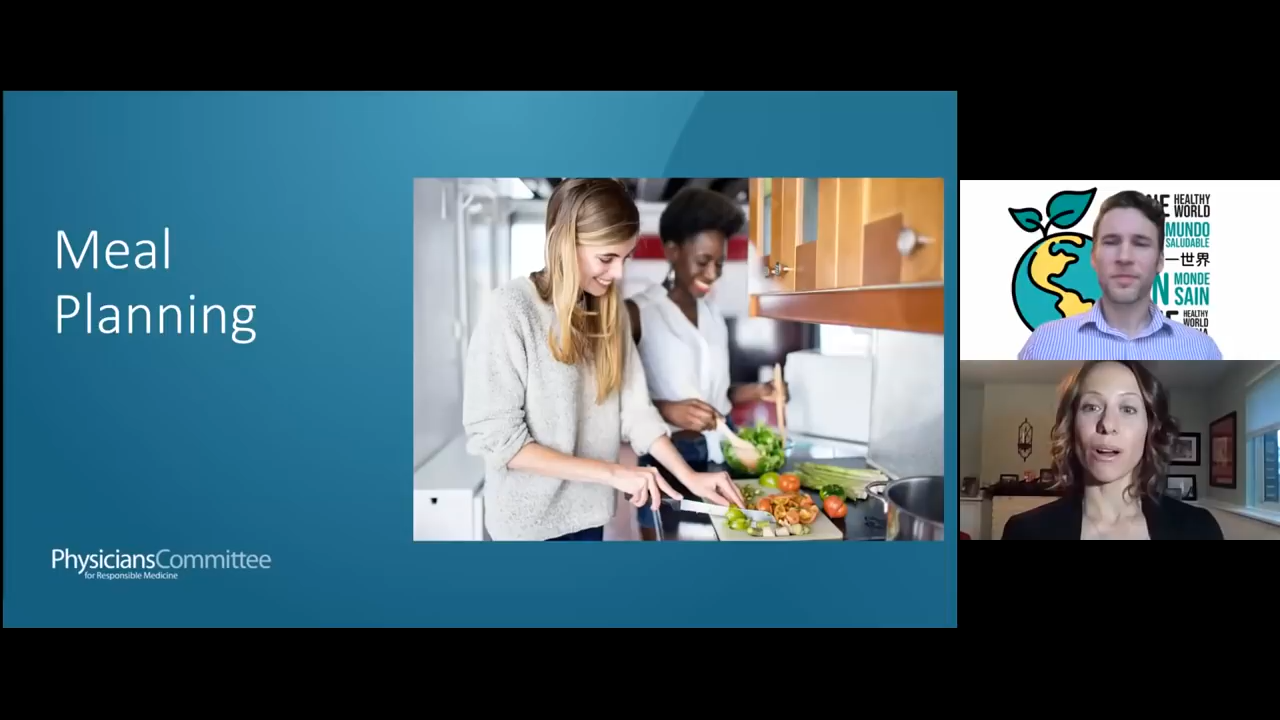 Meal
Planning
PhysiciansCommittee
for Responsible Medicine
HEALTHY
WORLD
MUNDO
SALUDABLE
一世界
MONDE
SAIN
HEALTHY
WORLD